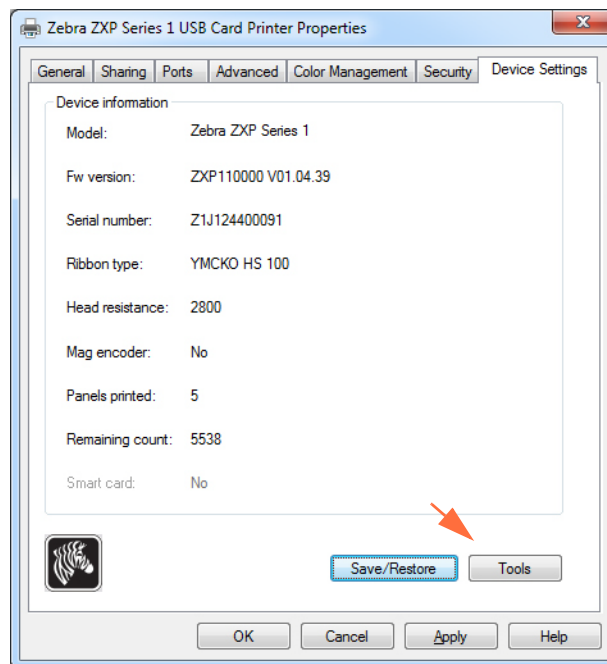 Zebra ZXP Series 1 USB Card Printer Properties
General Sharing Ports Advanced Color Management Security Device Settings
Device information
Model: Zebra ZXP Series 1
Fw version: ZXP110000 V01.04.39
Serial number: Z1J124400091
Ribbon type: YMCKO HS 100
Head resistance: 2800
Mag encoder: No
Panels printed: 5
Remaining count: 5538
Smart card: No
Save/Restore Tools
OK Cancel Apply Help